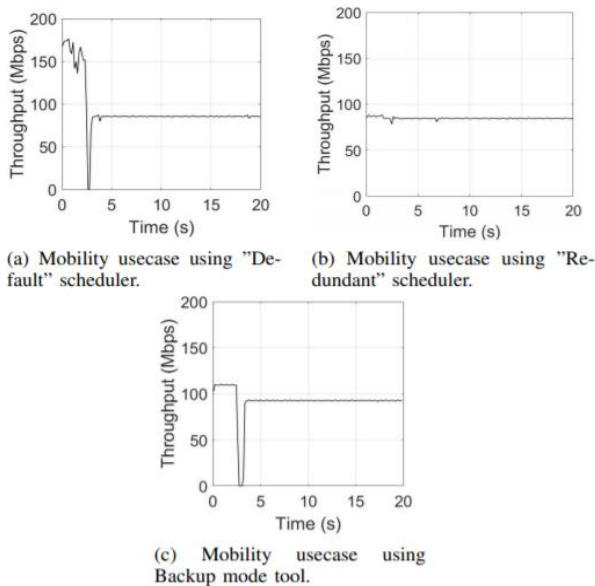 200
150
100
50
0
Throughput (Mbps)
0 5 10 15 20
Time (s)
(a) Mobility usecase using ”De-
fault” scheduler.
200
150
100
50
0
Throughput (Mbps)
0 5 10 15 20
Time (s)
(b) Mobility usecase using ”Re-
dundant” scheduler.
200
150
100
50
0
Throughput (Mbps)
0 5 10 15 20
Time (s)
(c) Mobility usecase using
Backup mode tool.